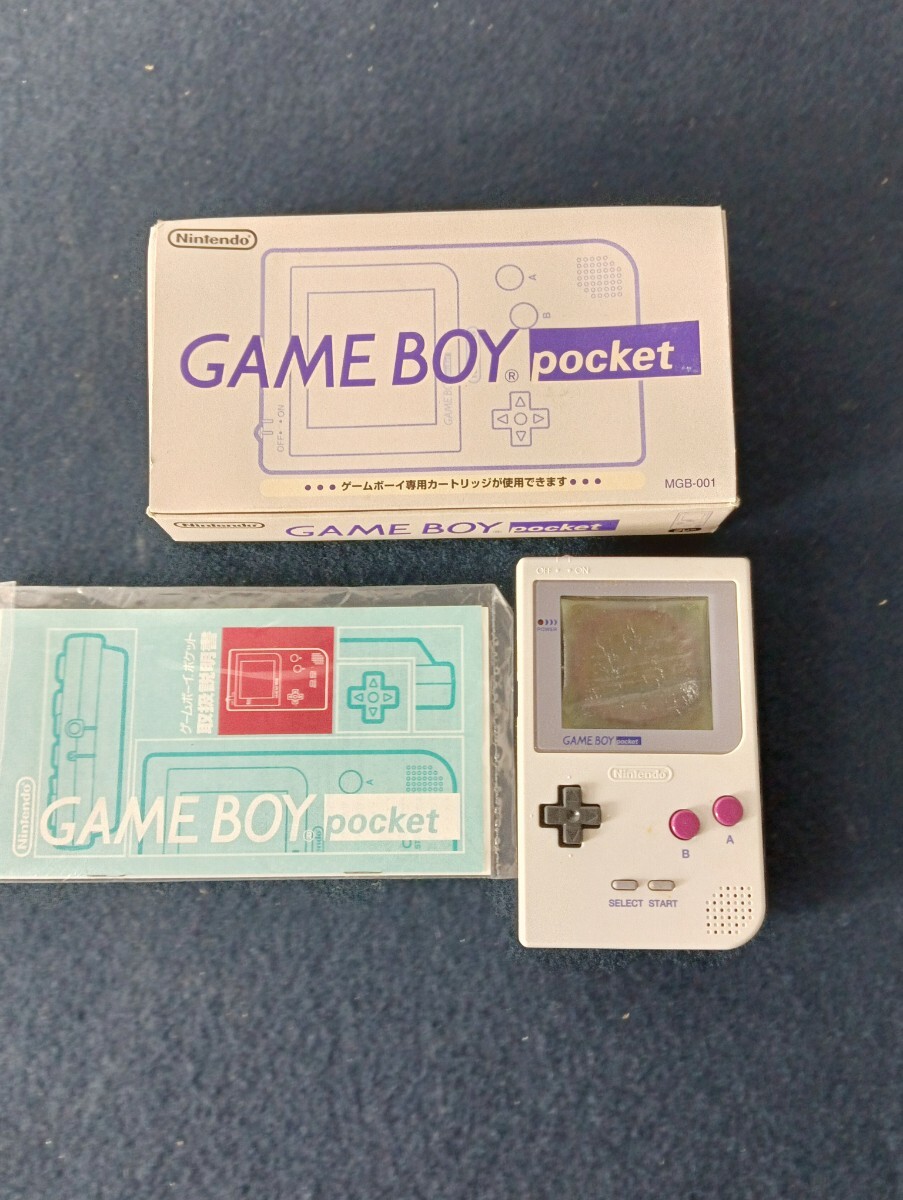 Nintendo
A
B
GAME BOY® pocket
OFF • • ON
•••ゲームボーイ専用カートリッジが使用できます•••
MGB-001
Nintendo
GAME BOY® pocket
ゲームボーイポケット
取扱説明書
A
Nintendo
GAME BOY® pocket
OFF • • ON
POWER
GAME BOY pocket
Nintendo
B
A
SELECT START